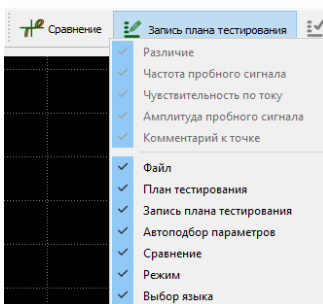 Сравнение Запись плана тестирования
Различие
Частота пробного сигнала
Чувствительность по току
Амплитуда пробного сигнала
Комментарий к точке
Файл
План тестирования
Запись плана тестирования
Автоподбор параметров
Сравнение
Режим
Выбор языка